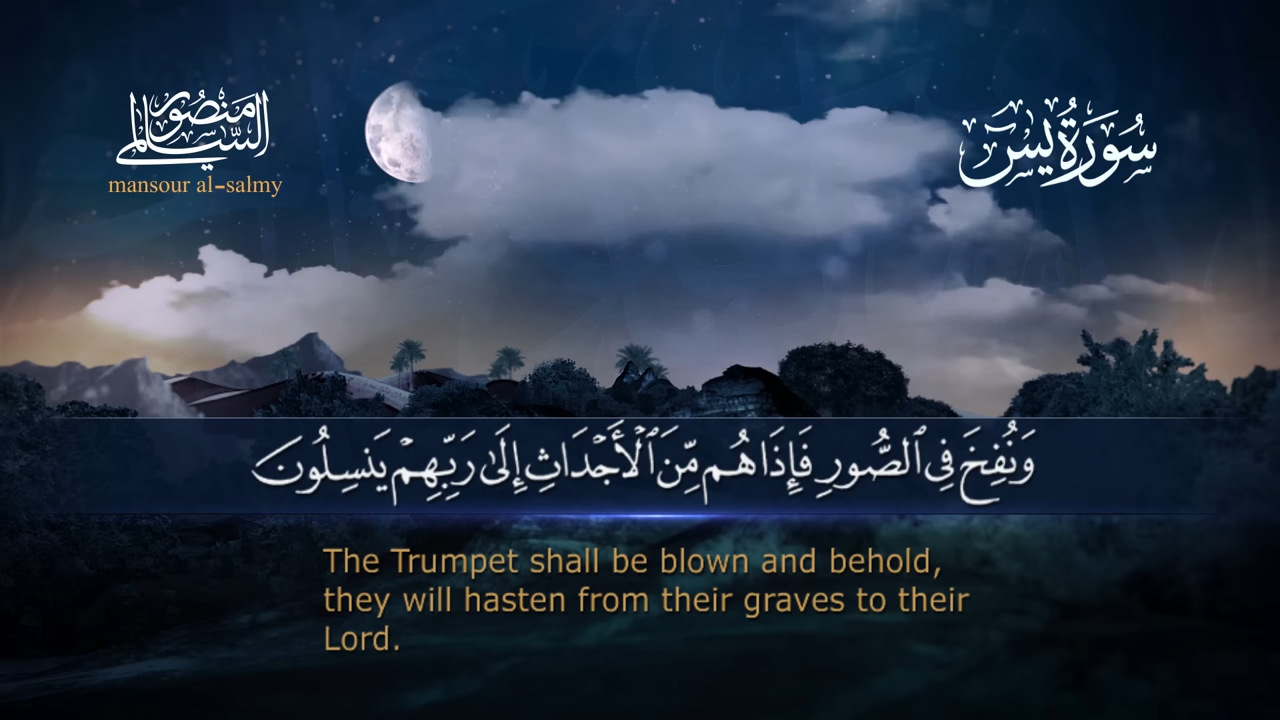 منصور
السالمي
mansour al-salmy
سُورَةُ يسٓ
وَنُفِخَ فِي ٱلصُّورِ فَإِذَا هُم مِّنَ ٱلْأَجْدَاثِ إِلَىٰ رَبِّهِمْ يَنسِلُونَ
The Trumpet shall be blown and behold,
they will hasten from their graves to their
Lord.